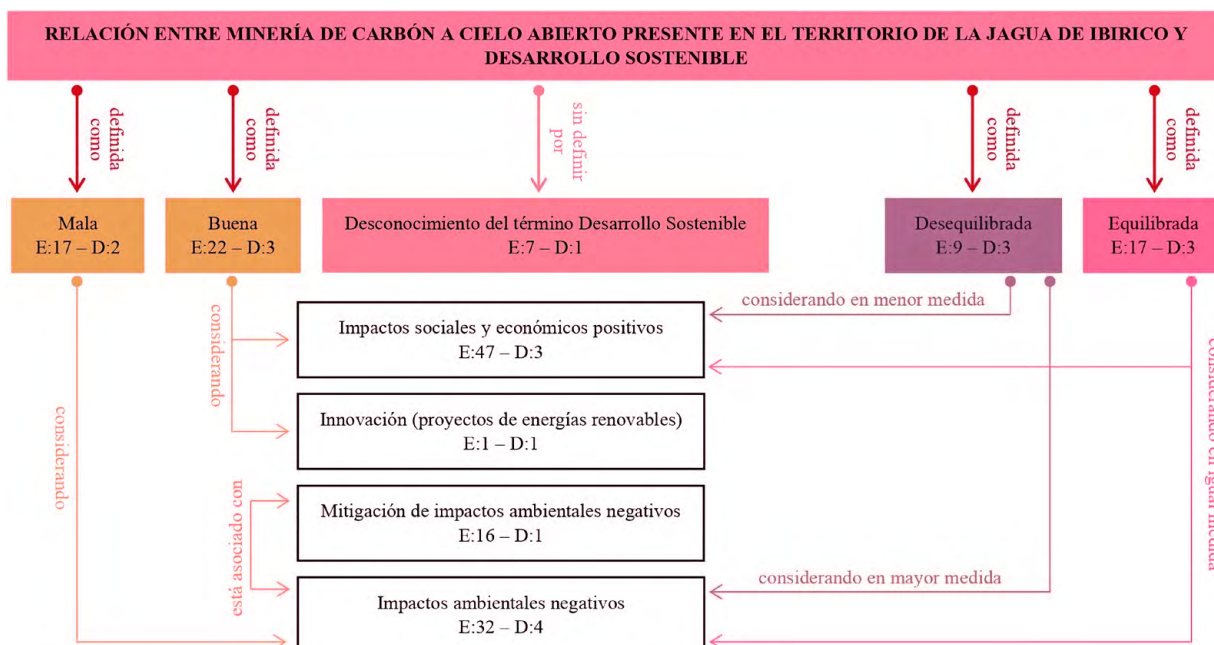 RELACIÓN ENTRE MINERÍA DE CARBÓN A CIELO ABIERTO PRESENTE EN EL TERRITORIO DE LA JAGUA DE IBIRICO Y
DESARROLLO SOSTENIBLE
definida
como
definida
como
sin definir
por
definida
como
definida
como
Mala
E:17 – D:2
Buena
E:22 – D:3
Desconocimiento del término Desarrollo Sostenible
E:7 – D:1
Desequilibrada
E:9 – D:3
Equilibrada
E:17 – D:3
considerando
considerando
Impactos sociales y económicos positivos
E:47 – D:3
considerando en menor medida
Innovación (proyectos de energías renovables)
E:1 – D:1
considerando en igual medida
está asociado con
Mitigación de impactos ambientales negativos
E:16 – D:1
considerando en mayor medida
Impactos ambientales negativos
E:32 – D:4